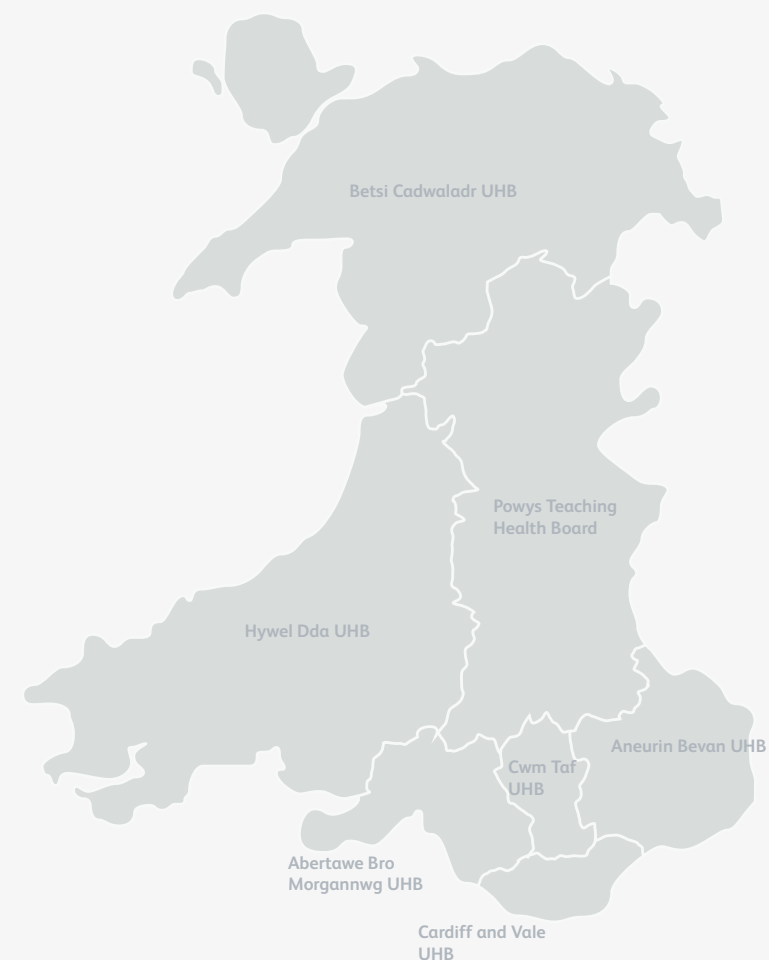 Betsi Cadwaladr UHB
Powys Teaching
Health Board
Hywel Dda UHB
Aneurin Bevan UHB
Cwm Taf
UHB
Abertawe Bro
Morgannwg UHB
Cardiff and Vale
UHB